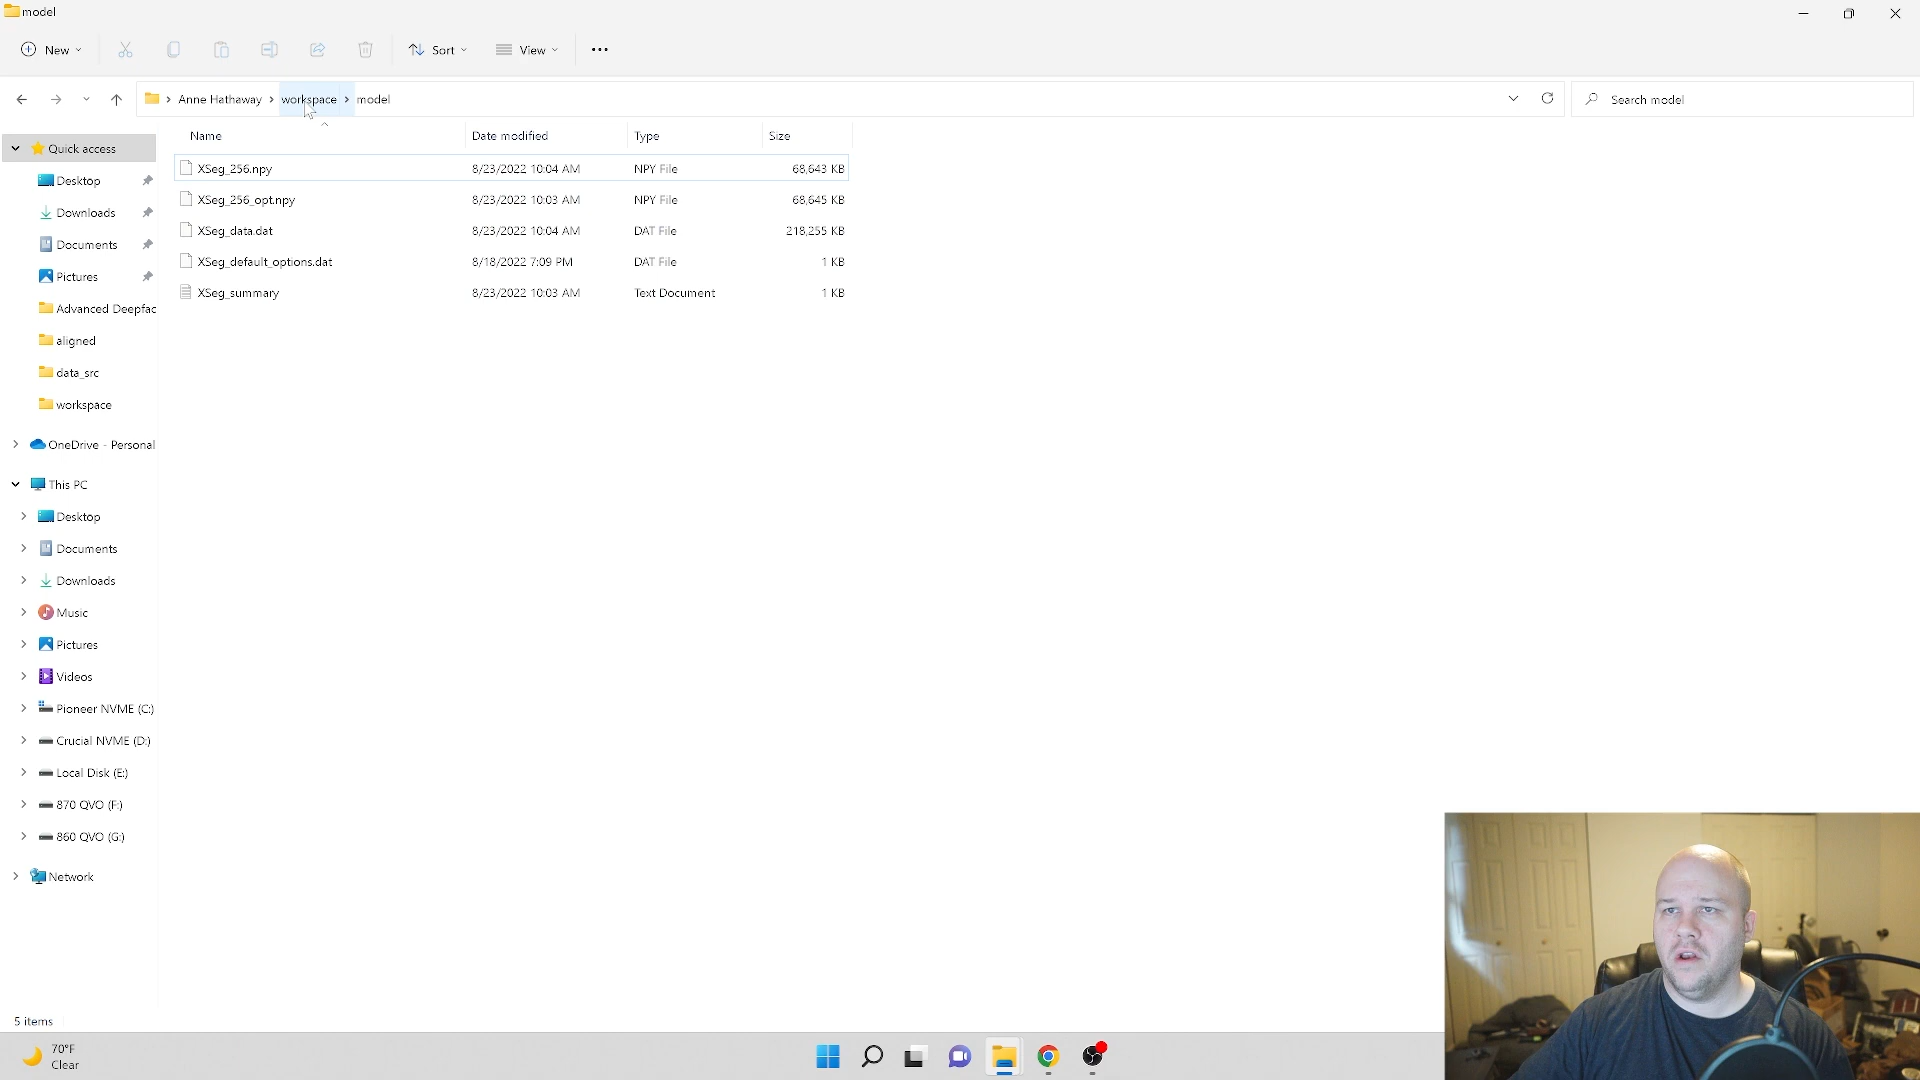 model
New
Sort
View
Anne Hathaway > workspace > model
Search model
Name Date modified Type Size
XSeg_256.npy 8/23/2022 10:04 AM NPY File 68,643 KB
XSeg_256_opt.npy 8/23/2022 10:03 AM NPY File 68,645 KB
XSeg_data.dat 8/23/2022 10:04 AM DAT File 218,255 KB
XSeg_default_options.dat 8/18/2022 7:09 PM DAT File 1 KB
XSeg_summary 8/23/2022 10:03 AM Text Document 1 KB
Quick access
Desktop
Downloads
Documents
Pictures
Advanced Deepfac
aligned
data_src
workspace
OneDrive - Personal
This PC
Desktop
Documents
Downloads
Music
Pictures
Videos
Pioneer NVME (C:)
Crucial NVME (D:)
Local Disk (E:)
870 QVO (F:)
860 QVO (G:)
Network
5 items
70°F
Clear